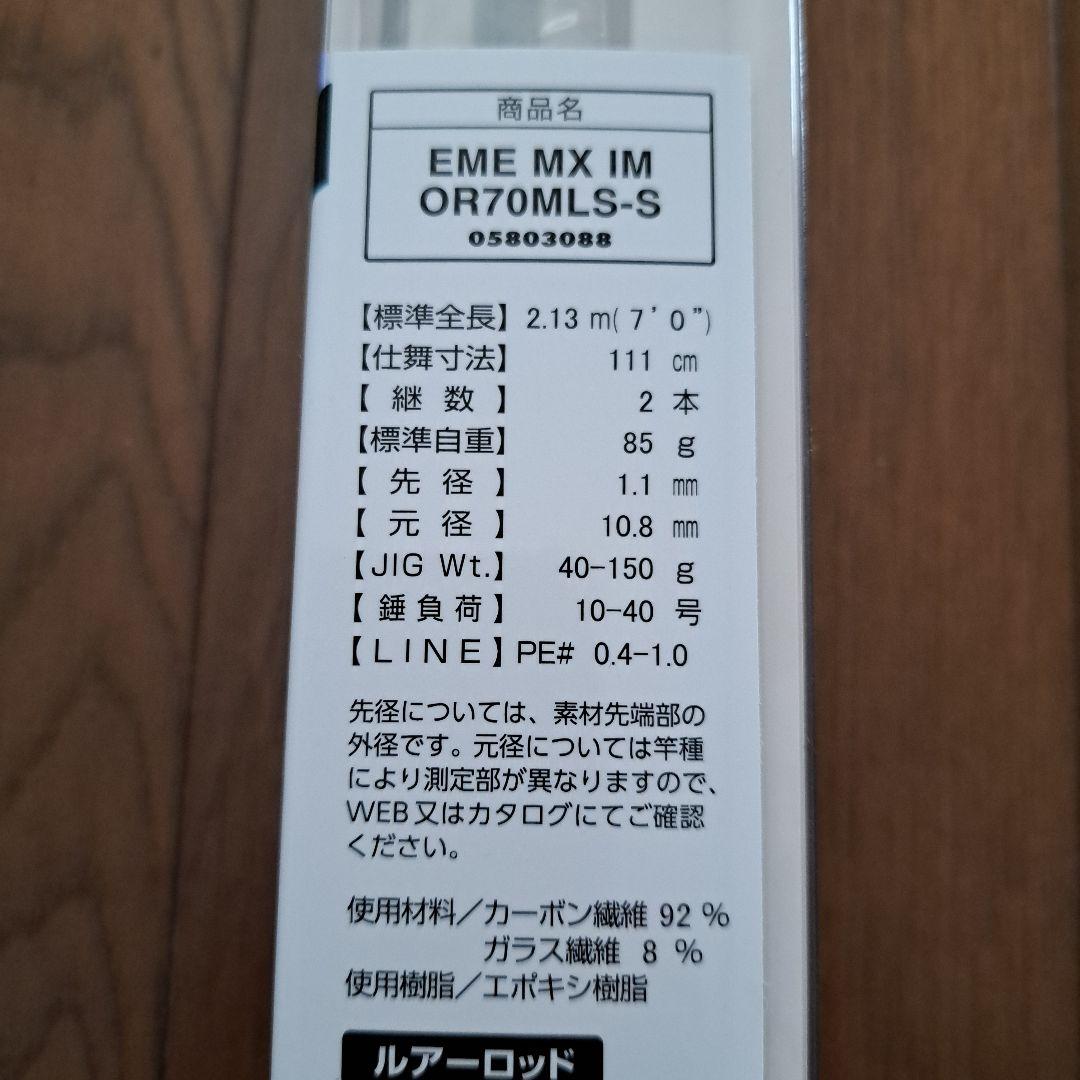 商品名
EME MX IM
OR70MLS-S
05803088
【標準全長】 2.13 m( 7 ' 0 ")
【仕舞寸法】 111 cm
【 継 数 】 2 本
【標準自重】 85 g
【 先 径 】 1.1 mm
【 元 径 】 10.8 mm
【JIG Wt.】 40-150 g
【 錘負荷 】 10-40 号
【LINE】PE# 0.4-1.0
先径については、素材先端部の
外径です。元径については竿種
により測定部が異なりますので、
WEB又はカタログにてご確認
ください。
使用材料／カーボン繊維 92 %
ガラス繊維 8 %
使用樹脂／エポキシ樹脂
ルアーロッド